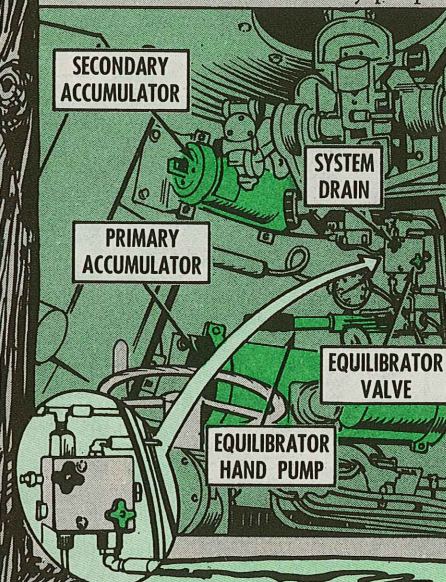 SECONDARY
ACCUMULATOR
SYSTEM
DRAIN
PRIMARY
ACCUMULATOR
EQUILIBRATOR
VALVE
EQUILIBRATOR
HAND PUMP